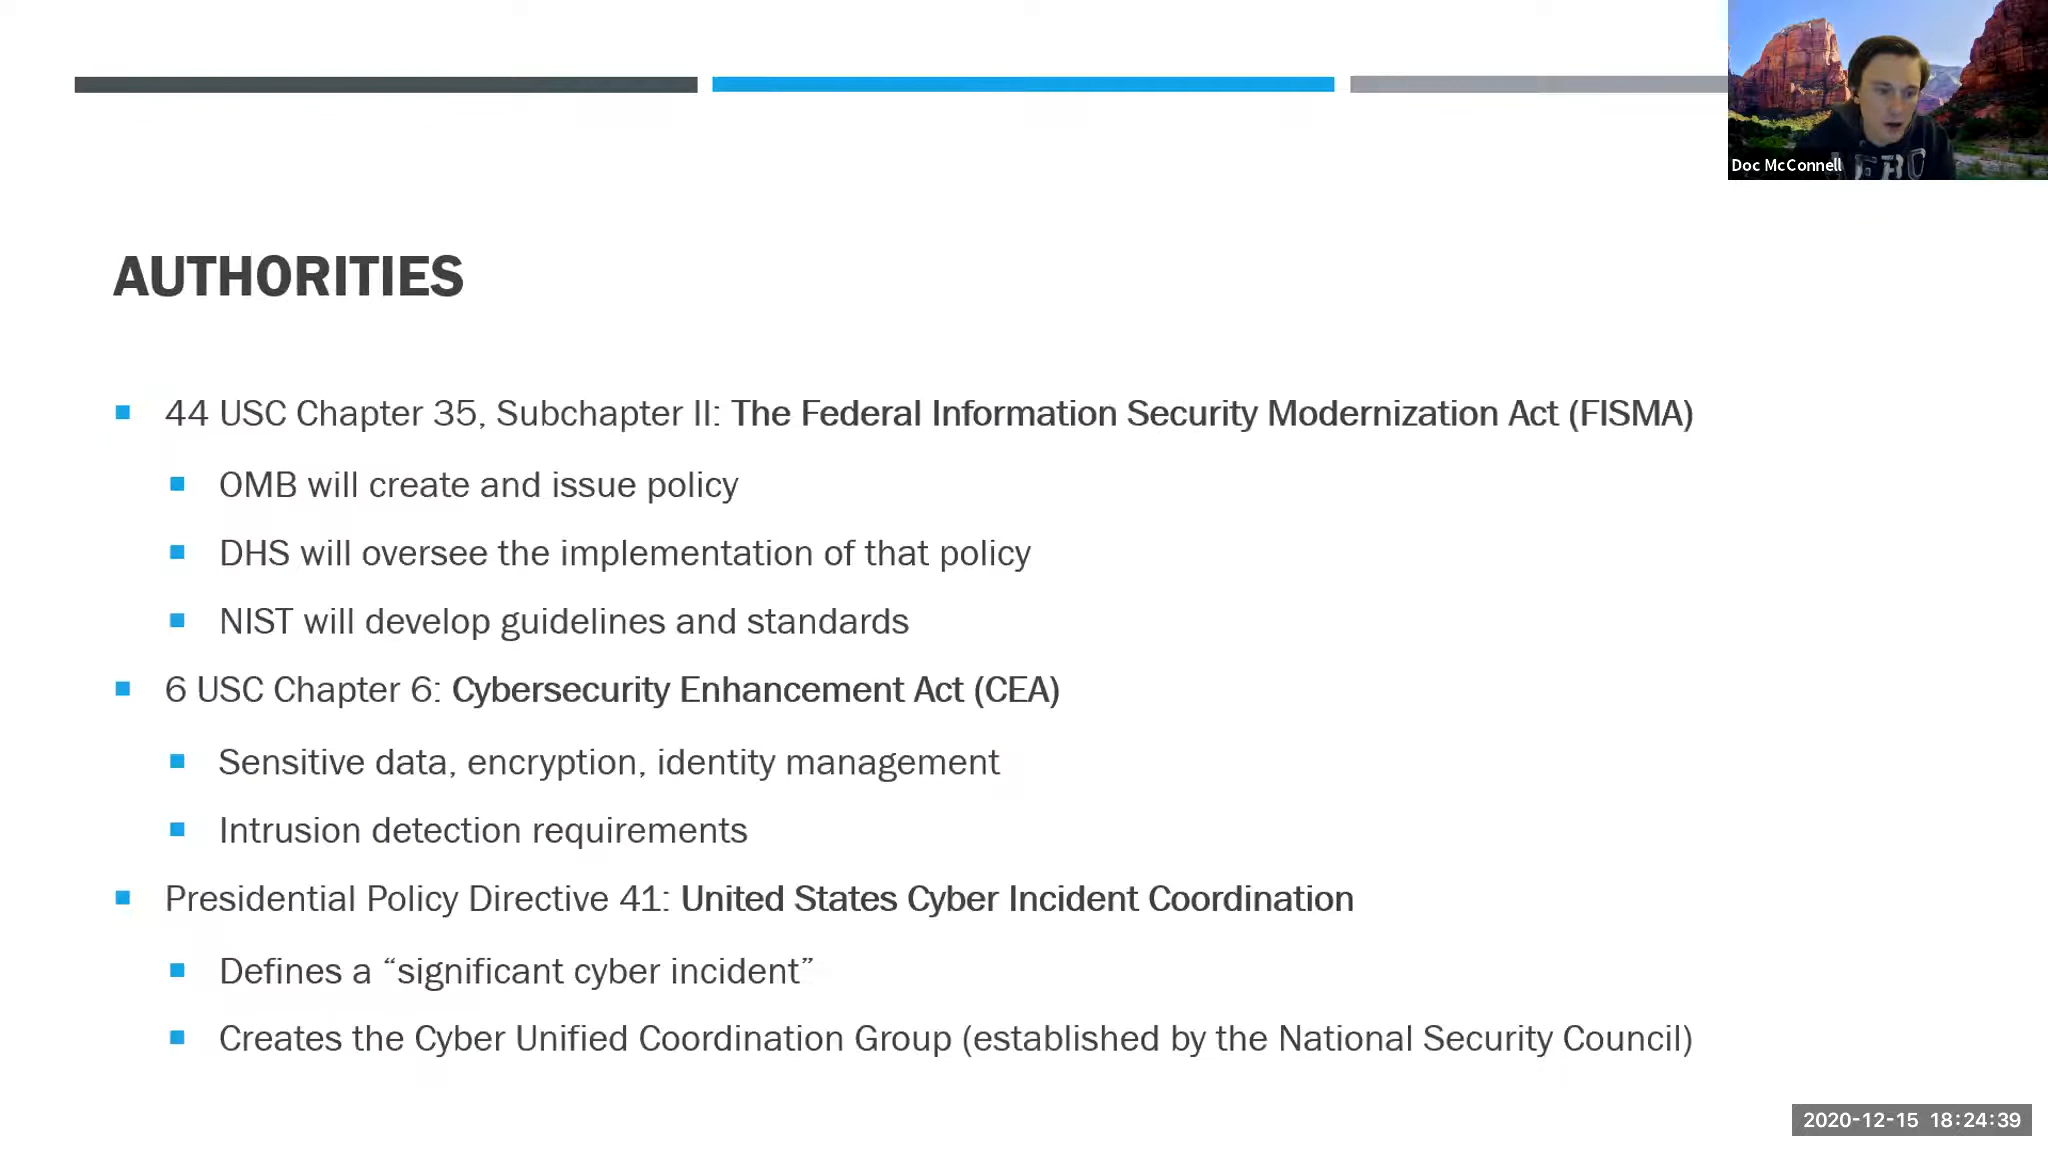 Doc McConnell
AUTHORITIES
44 USC Chapter 35, Subchapter II: The Federal Information Security Modernization Act (FISMA)
OMB will create and issue policy
DHS will oversee the implementation of that policy
NIST will develop guidelines and standards
6 USC Chapter 6: Cybersecurity Enhancement Act (CEA)
Sensitive data, encryption, identity management
Intrusion detection requirements
Presidential Policy Directive 41: United States Cyber Incident Coordination
Defines a “significant cyber incident”
Creates the Cyber Unified Coordination Group (established by the National Security Council)
2020-12-15 18:24:39